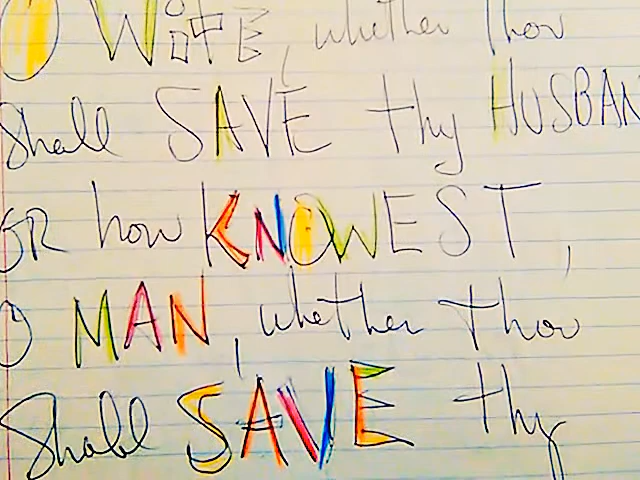 O WIFE, whether thou
Shall SAVE thy HUSBAN
OR how KNOWEST,
O MAN, whether thou
Shall SAVE thy